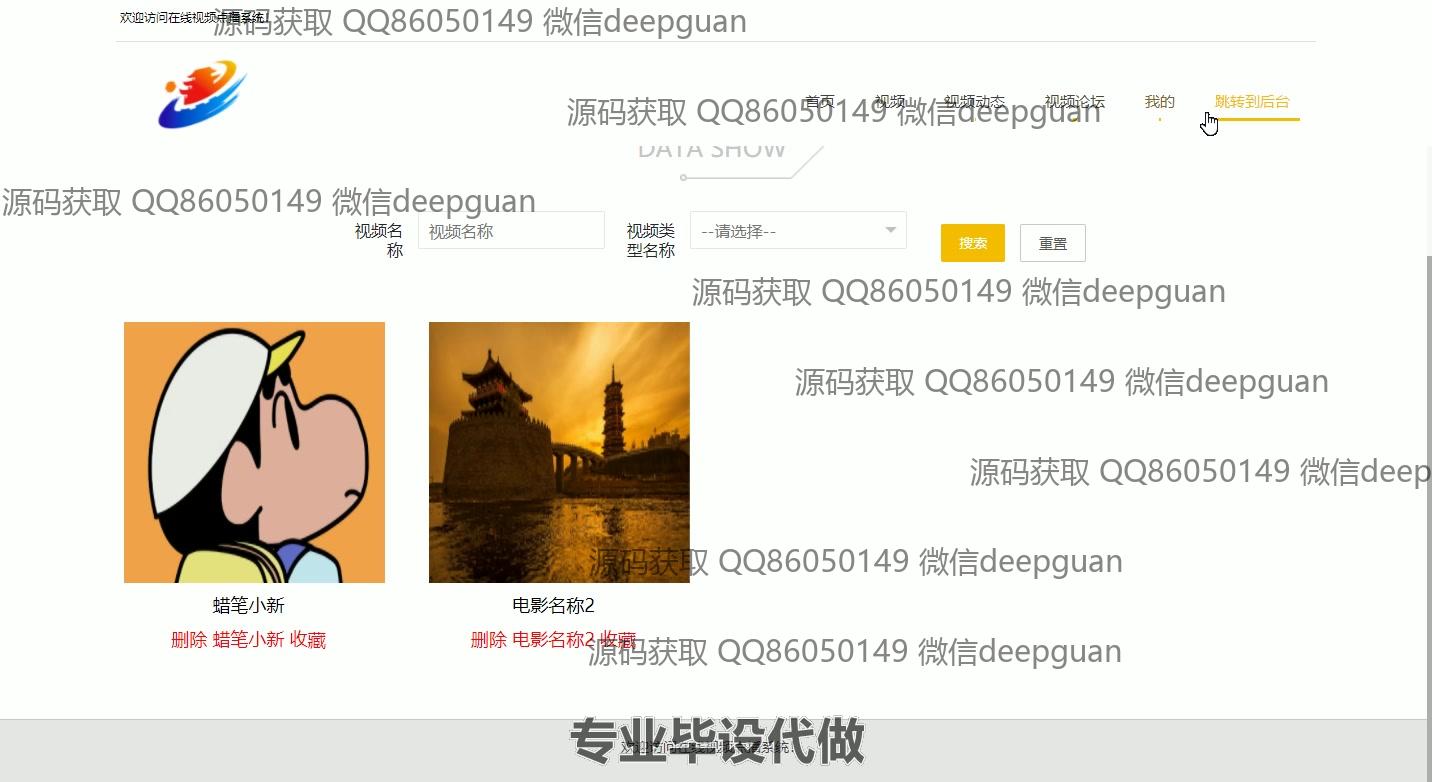 欢迎访问在线视频点播系统!
源码获取 QQ86050149 微信deepguan
首页 视频 视频动态 视频论坛 我的 跳转到后台
源码获取 QQ86050149 微信deepguan
DATA SHOW
源码获取 QQ86050149 微信deepguan
视频名称 视频名称 视频类型名称 --请选择-- 搜索 重置
源码获取 QQ86050149 微信deepguan
源码获取 QQ86050149 微信deepguan
源码获取 QQ86050149 微信deep
源码获取 QQ86050149 微信deepguan
蜡笔小新 电影名称2
删除 蜡笔小新 收藏 删除 电影名称2 收藏
源码获取 QQ86050149 微信deepguan
专业毕设代做
欢迎访问在线视频点播系统!